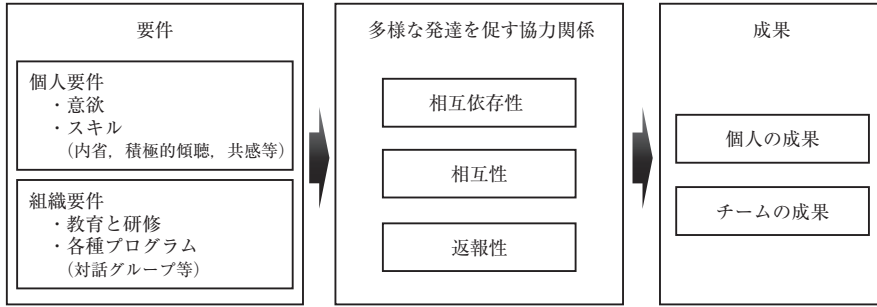 要件
個人要件
・意欲
・スキル
（内省，積極的傾聴，共感等）
組織要件
・教育と研修
・各種プログラム
（対話グループ等）
多様な発達を促す協力関係
相互依存性
相互性
返報性
成果
個人の成果
チームの成果